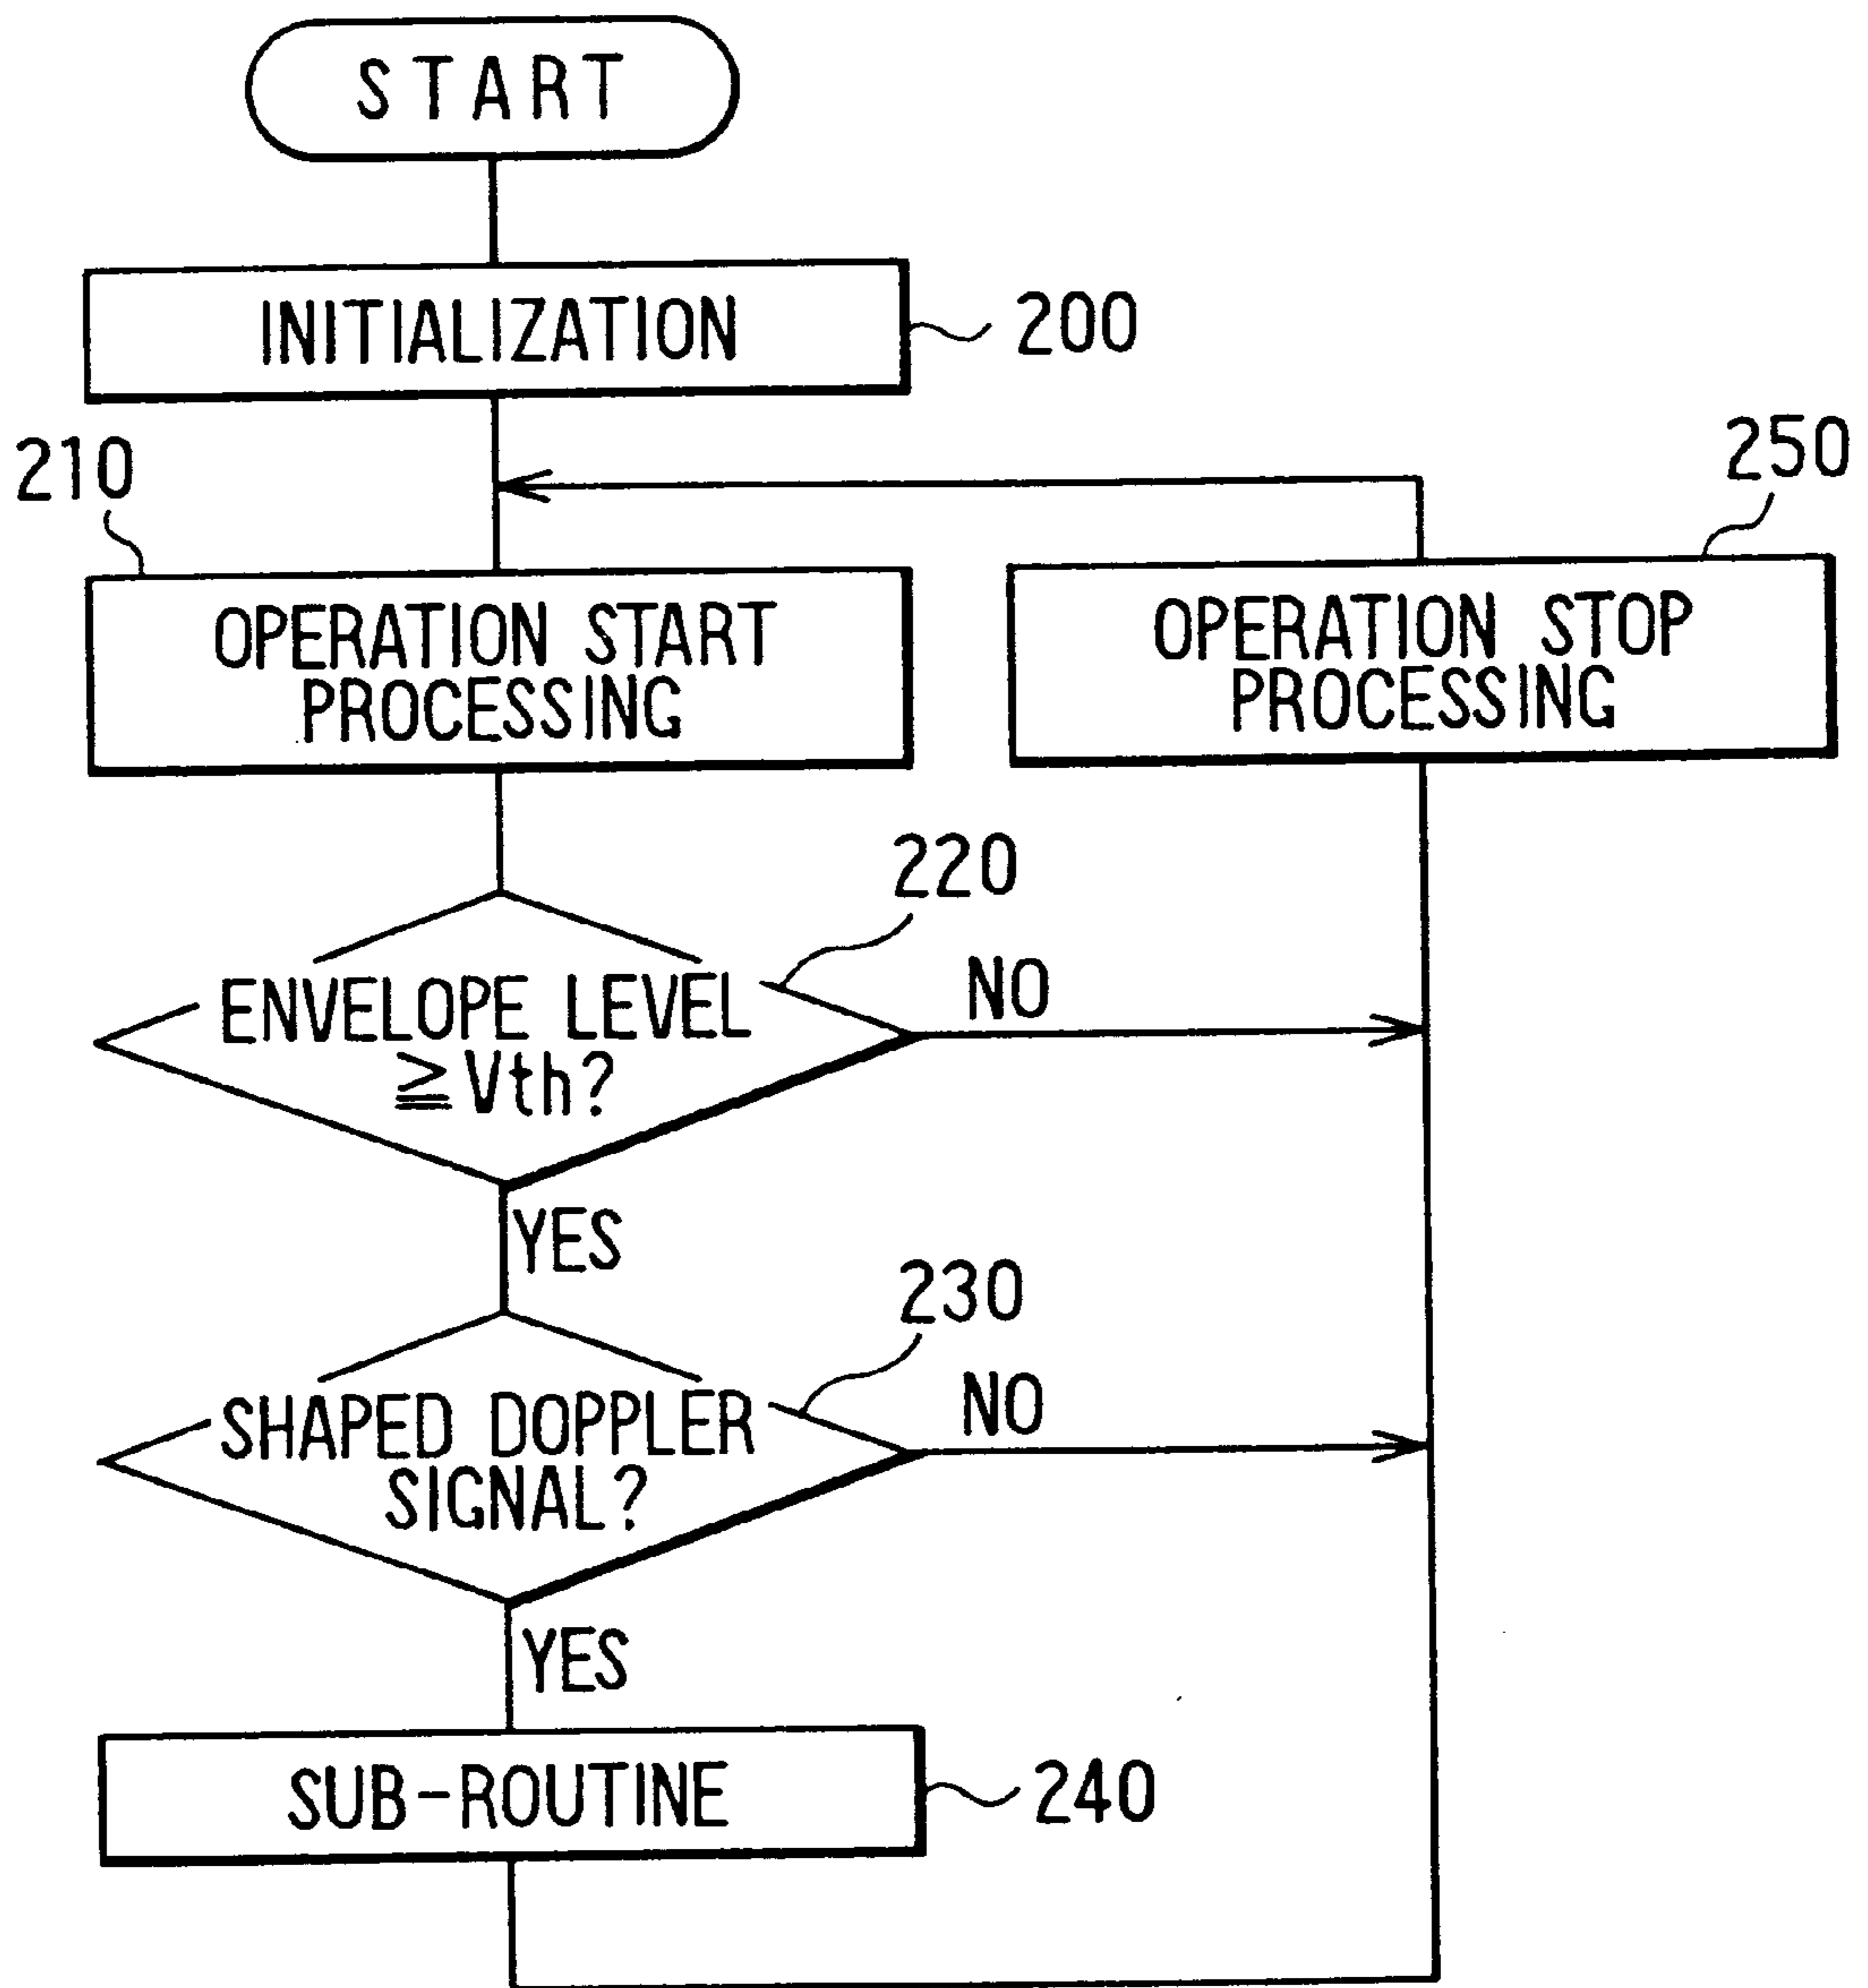 START
INITIALIZATION
200
210
250
OPERATION START
PROCESSING
OPERATION STOP
PROCESSING
220
ENVELOPE LEVEL
≧Vth?
NO
YES
230
SHAPED DOPPLER
SIGNAL?
NO
YES
SUB-ROUTINE
240